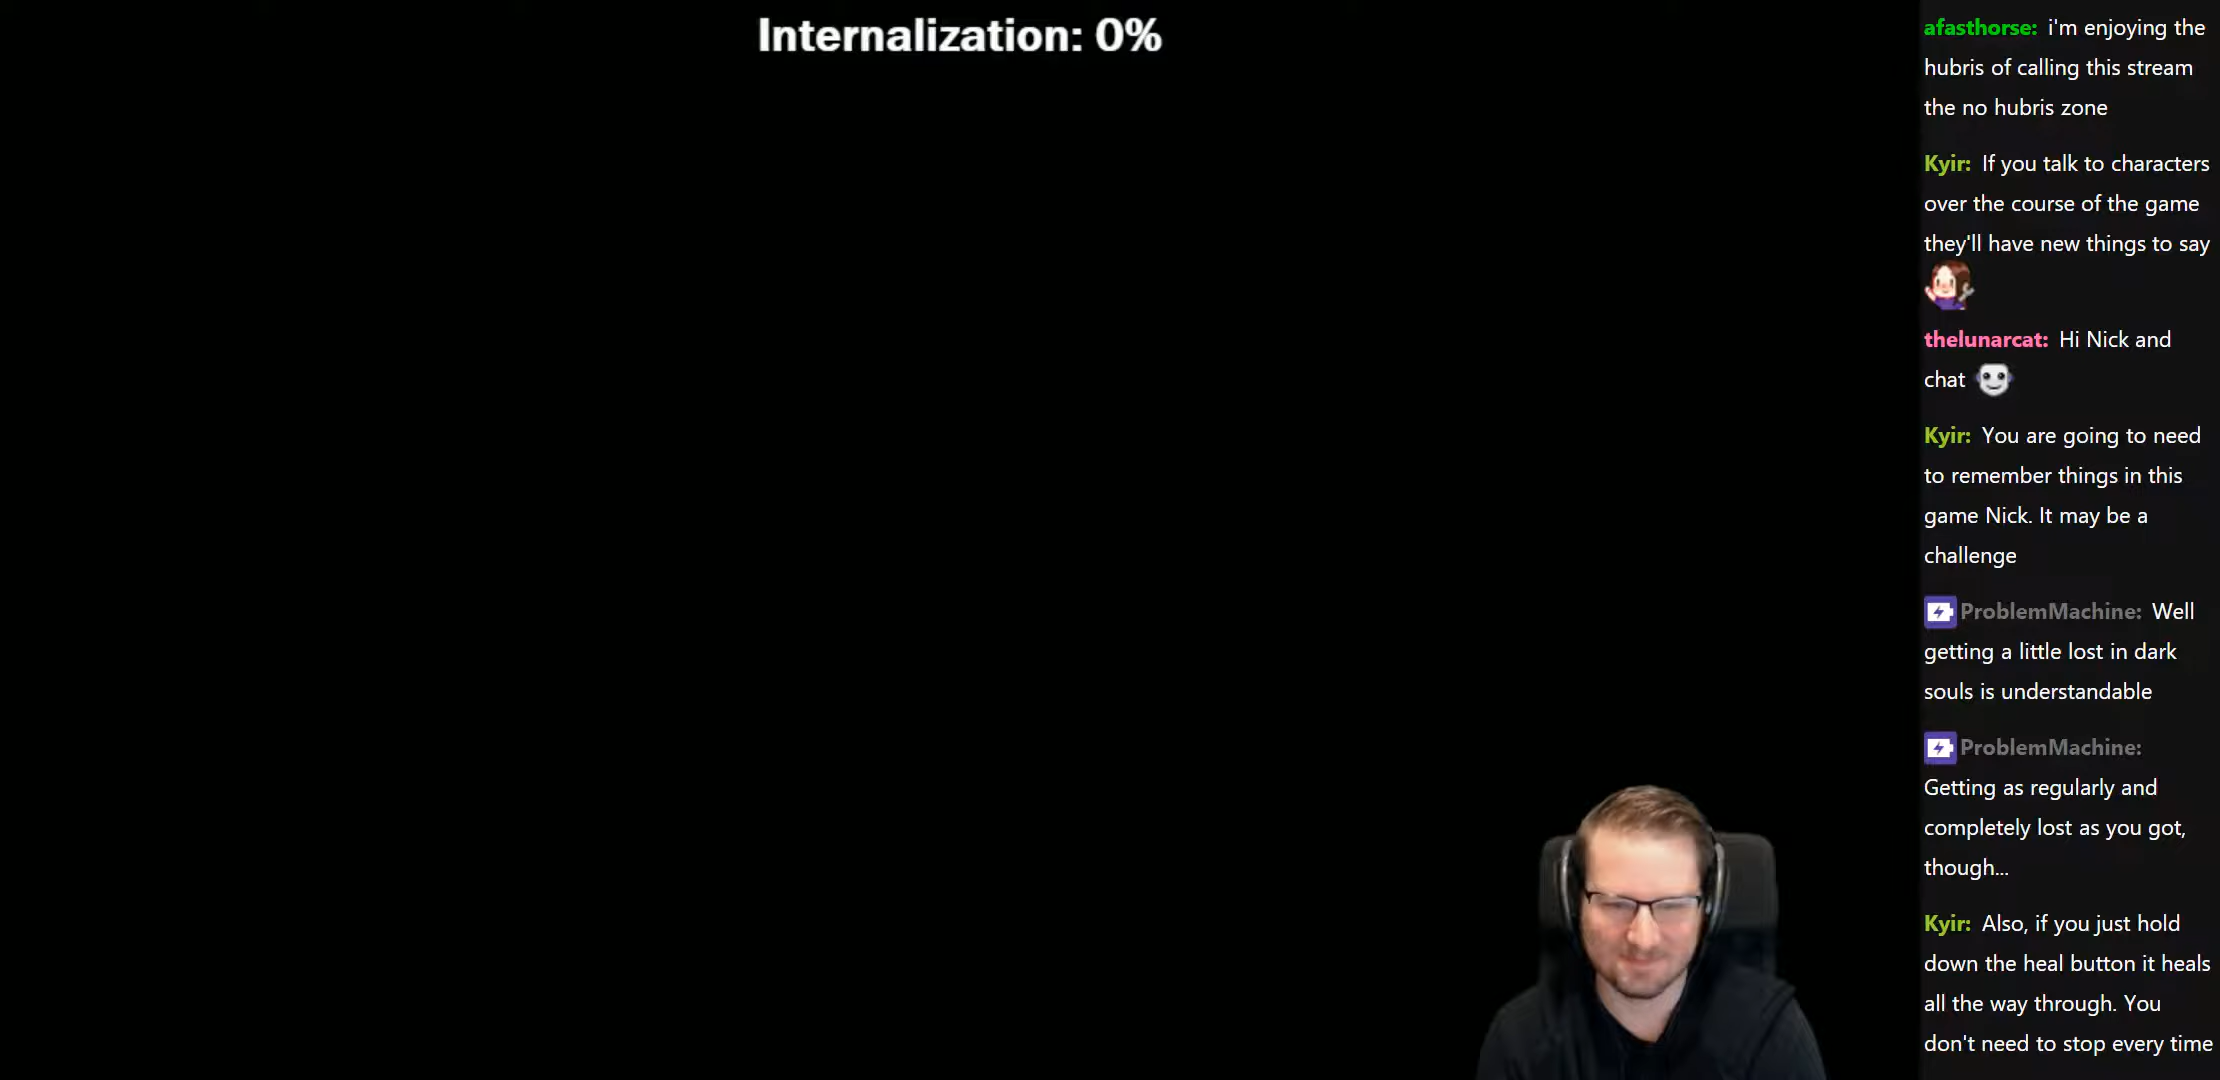 Internalization: 0%
afasthorse: i'm enjoying the
hubris of calling this stream
the no hubris zone
Kyir: If you talk to characters
over the course of the game
they'll have new things to say
thelunarcat: Hi Nick and
chat
Kyir: You are going to need
to remember things in this
game Nick. It may be a
challenge
ProblemMachine: Well
getting a little lost in dark
souls is understandable
ProblemMachine:
Getting as regularly and
completely lost as you got,
though...
Kyir: Also, if you just hold
down the heal button it heals
all the way through. You
don't need to stop every time